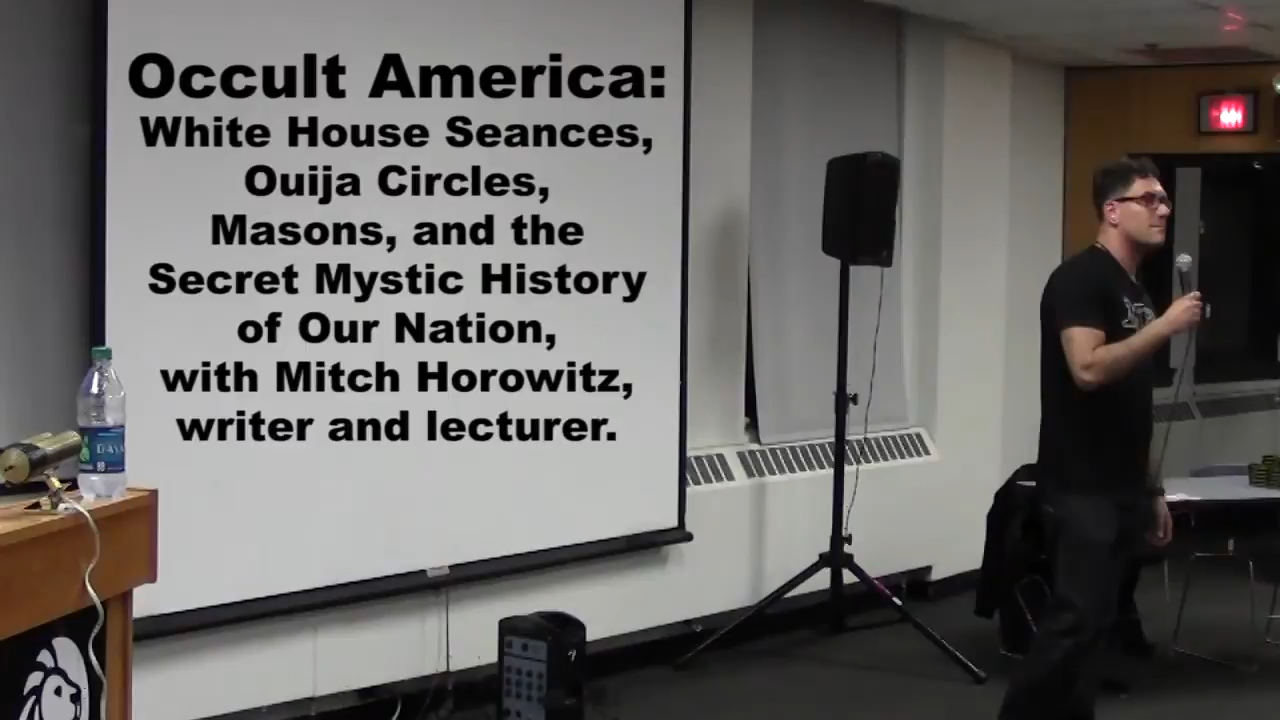 Occult America:
White House Seances,
Ouija Circles,
Masons, and the
Secret Mystic History
of Our Nation,
with Mitch Horowitz,
writer and lecturer.